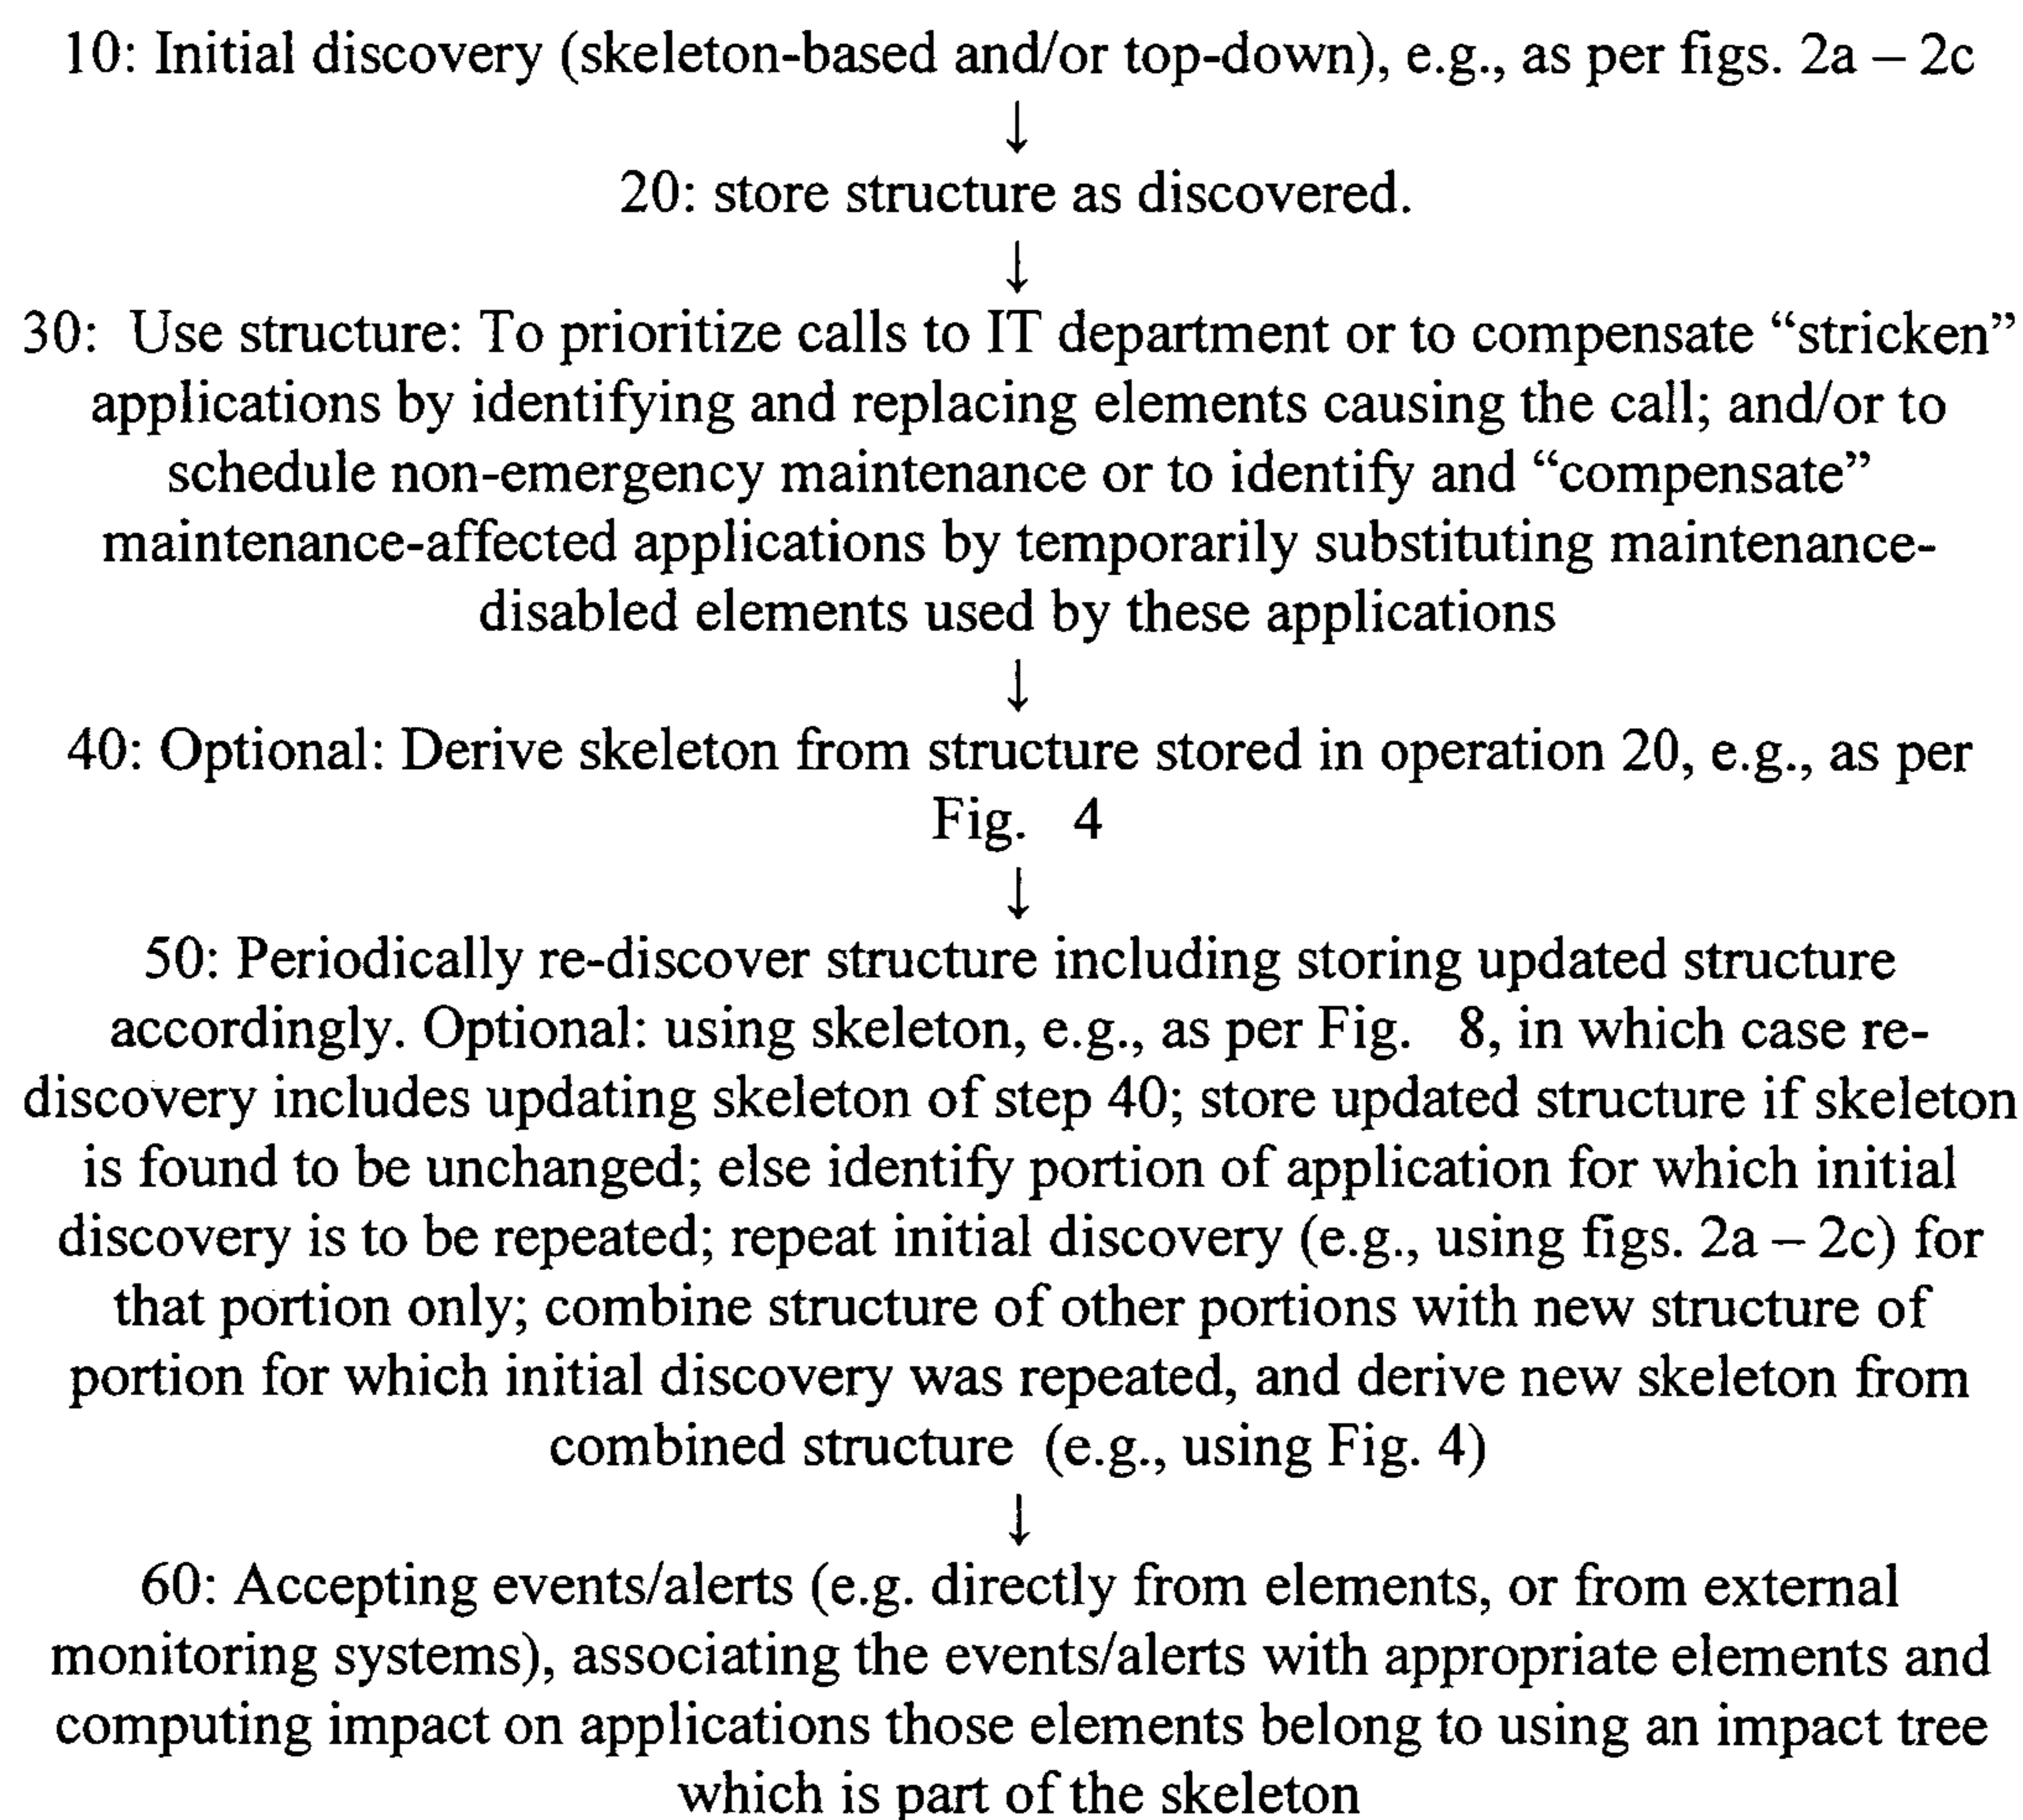 10: Initial discovery (skeleton-based and/or top-down), e.g., as per figs. 2a – 2c
↓
20: store structure as discovered.
↓
30:  Use structure: To prioritize calls to IT department or to compensate “stricken”
applications by identifying and replacing elements causing the call; and/or to
schedule non-emergency maintenance or to identify and “compensate”
maintenance-affected applications by temporarily substituting maintenance-
disabled elements used by these applications
↓
40: Optional: Derive skeleton from structure stored in operation 20, e.g., as per
Fig.   4
↓
50: Periodically re-discover structure including storing updated structure
accordingly. Optional: using skeleton, e.g., as per Fig.   8, in which case re-
discovery includes updating skeleton of step 40; store updated structure if skeleton
is found to be unchanged; else identify portion of application for which initial
discovery is to be repeated; repeat initial discovery (e.g., using figs. 2a – 2c) for
that portion only; combine structure of other portions with new structure of
portion for which initial discovery was repeated, and derive new skeleton from
combined structure  (e.g., using Fig. 4)
↓
60: Accepting events/alerts (e.g. directly from elements, or from external
monitoring systems), associating the events/alerts with appropriate elements and
computing impact on applications those elements belong to using an impact tree
which is part of the skeleton